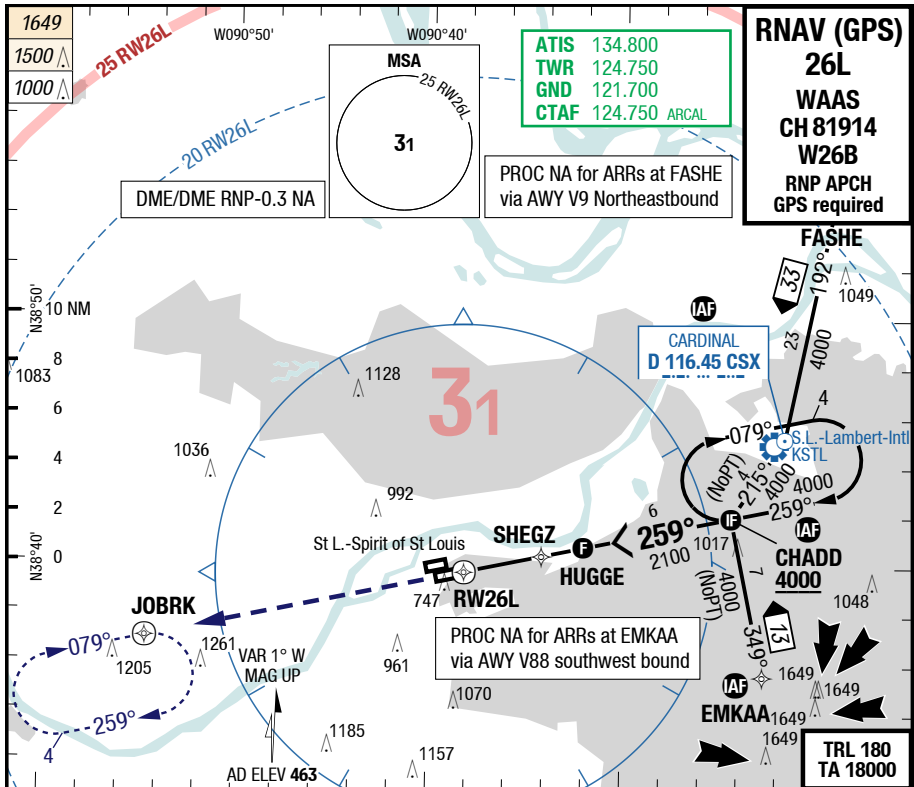 1649
1500
1000
25 RW26L
W090°50'
W090°40'
MSA
25 RW26L
31
ATIS 134.800
TWR 124.750
GND 121.700
CTAF 124.750 ARCAL
RNAV (GPS)
26L
WAAS
CH 81914
W26B
RNP APCH
GPS required
20 RW26L
DME/DME RNP-0.3 NA
PROC NA for ARRs at FASHE
via AWY V9 Northeastbound
FASHE
192°
33
1049
23
4000
N38°50'
10 NM
8
6
4
2
0
N38°40'
1083
IAF
CARDINAL
D 116.45 CSX
1128
31
4
079°
S.L.-Lambert-Intl
KSTL
1036
(NoPT)
4
215°
4000
4000
259°
992
IAF
CHADD
4000
IF
6
259°
2100
1017
St L.-Spirit of St Louis
SHEGZ
F
HUGGE
747
RW26L
7
4000
(NoPT)
349°
13
1048
JOBRK
079°
1205
1261
259°
4
VAR 1° W
MAG UP
961
PROC NA for ARRs at EMKAA
via AWY V88 southwest bound
1070
IAF
EMKAA
1649
1649
1649
1649
1185
1157
AD ELEV 463
TRL 180
TA 18000